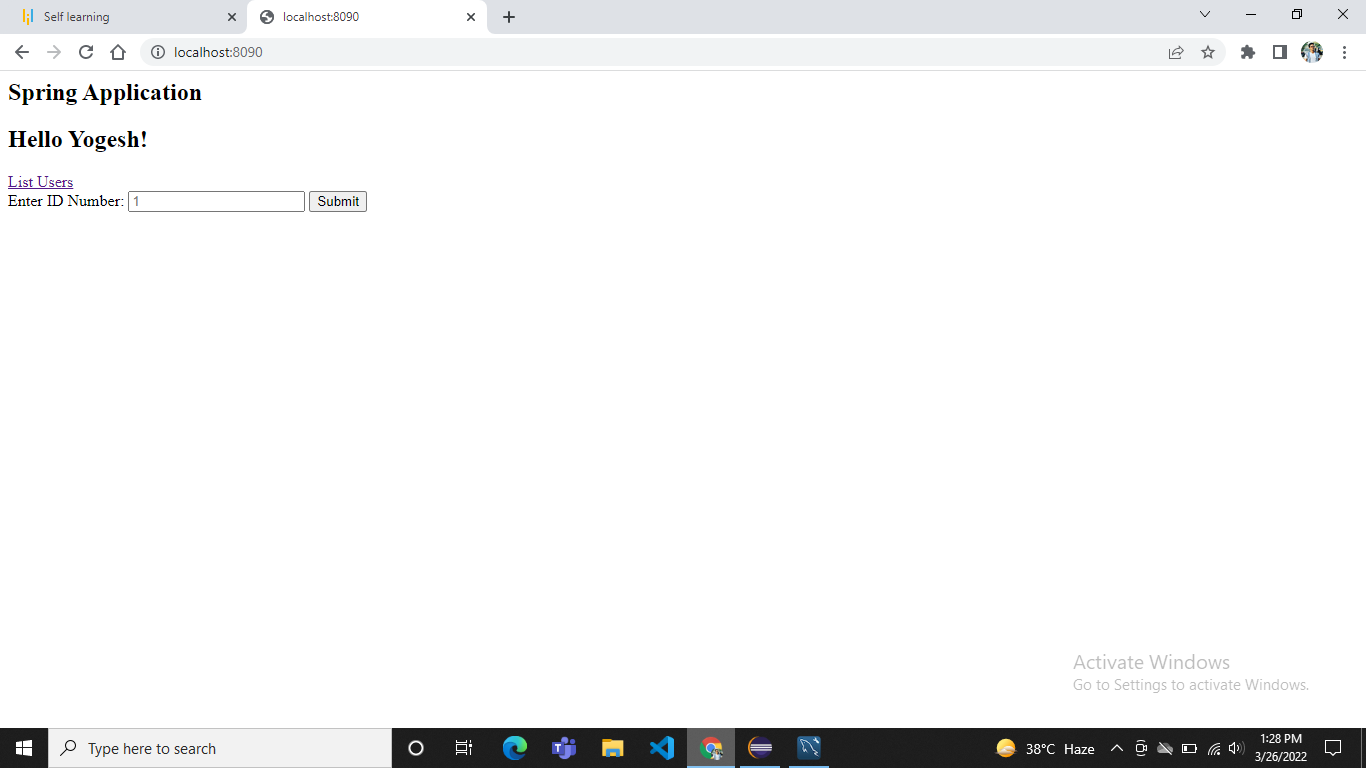 Self learning
localhost:8090
localhost:8090
Spring Application
Hello Yogesh!
List Users
Enter ID Number: 1 Submit
Activate Windows
Go to Settings to activate Windows.
Type here to search
38°C Haze
1:28 PM
3/26/2022